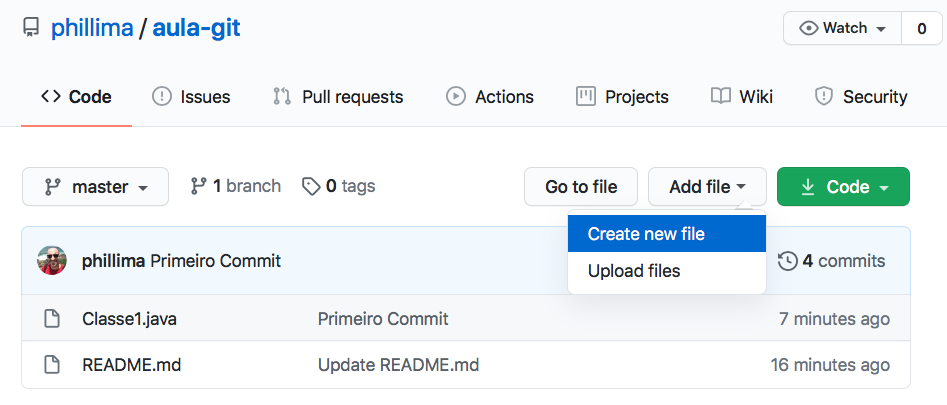 phillima / aula-git
Watch 0
Code Issues Pull requests Actions Projects Wiki Security
master 1 branch 0 tags Go to file Add file Code
Create new file
Upload files
phillima Primeiro Commit 4 commits
Classe1.java Primeiro Commit 7 minutes ago
README.md Update README.md 16 minutes ago